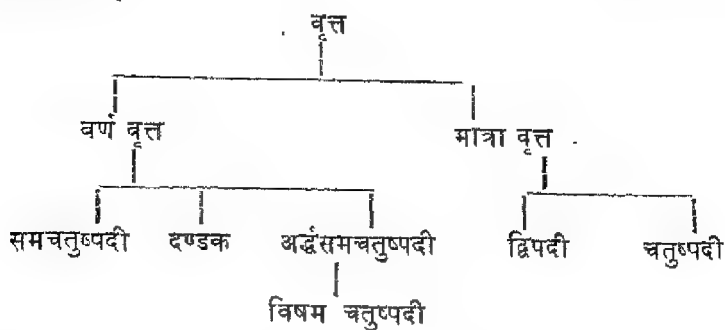 वृत्त
वर्ण वृत्त मात्रा वृत्त
समचतुष्पदी दण्डक अर्द्धसमचतुष्पदी द्विपदी चतुष्पदी
विषम चतुष्पदी